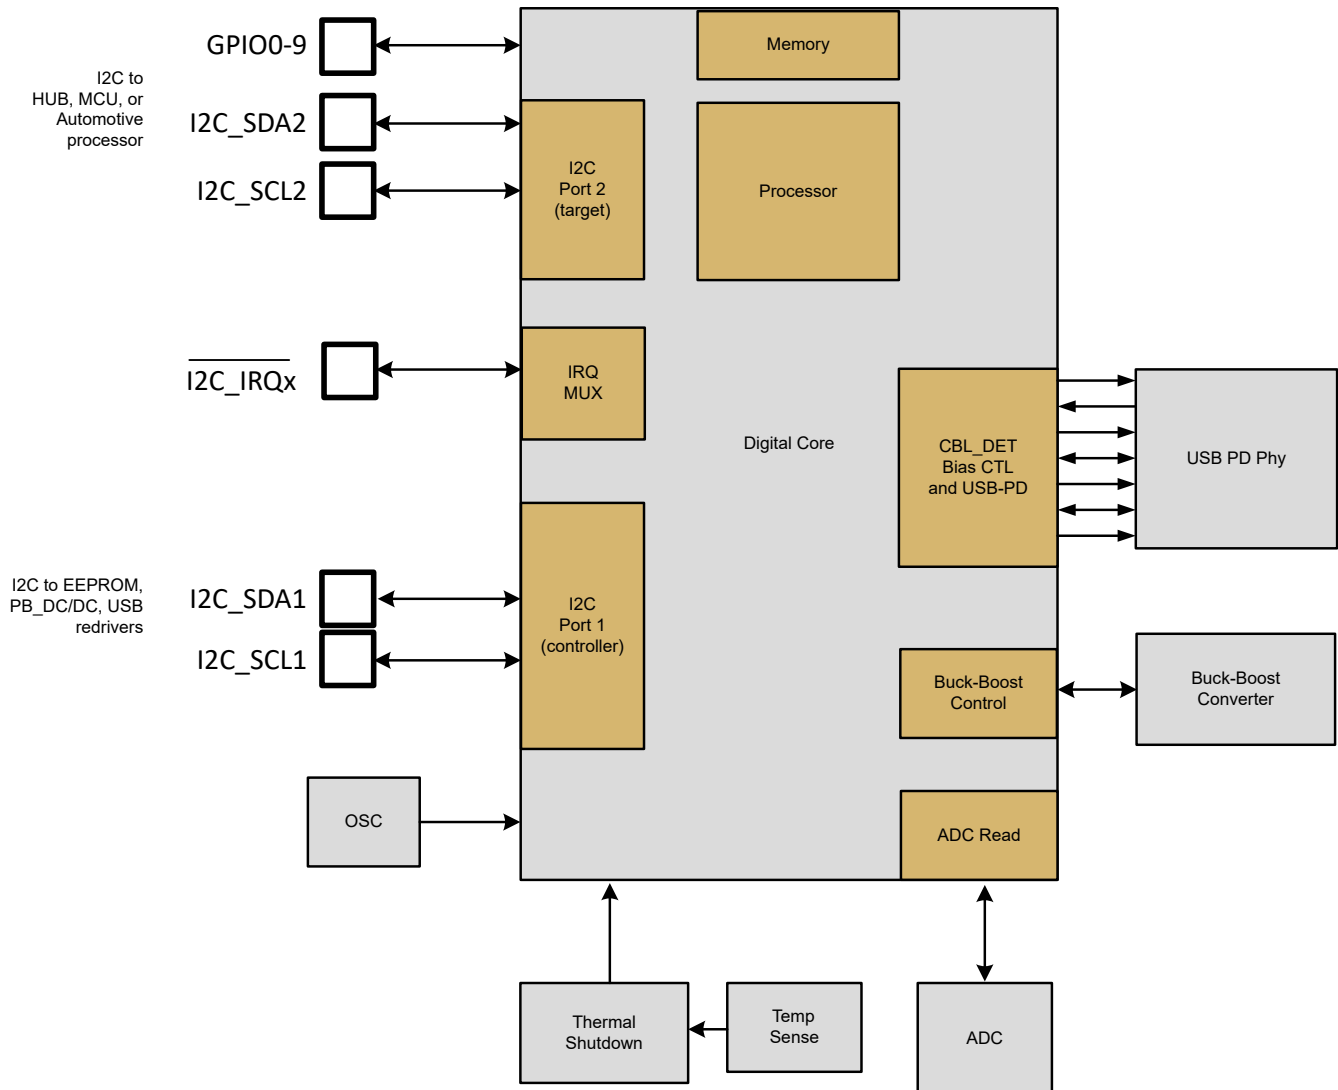 GPIO0-9
I2C to
HUB, MCU, or
Automotive
processor
I2C_SDA2
I2C_SCL2
I2C_IRQx
I2C to EEPROM,
PB_DC/DC, USB
redrivers
I2C_SDA1
I2C_SCL1
OSC
Memory
Processor
I2C
Port 2
(target)
IRQ
MUX
Digital Core
I2C
Port 1
(controller)
CBL_DET
Bias CTL
and USB-PD
USB PD Phy
Buck-Boost
Control
Buck-Boost
Converter
ADC Read
Thermal
Shutdown
Temp
Sense
ADC